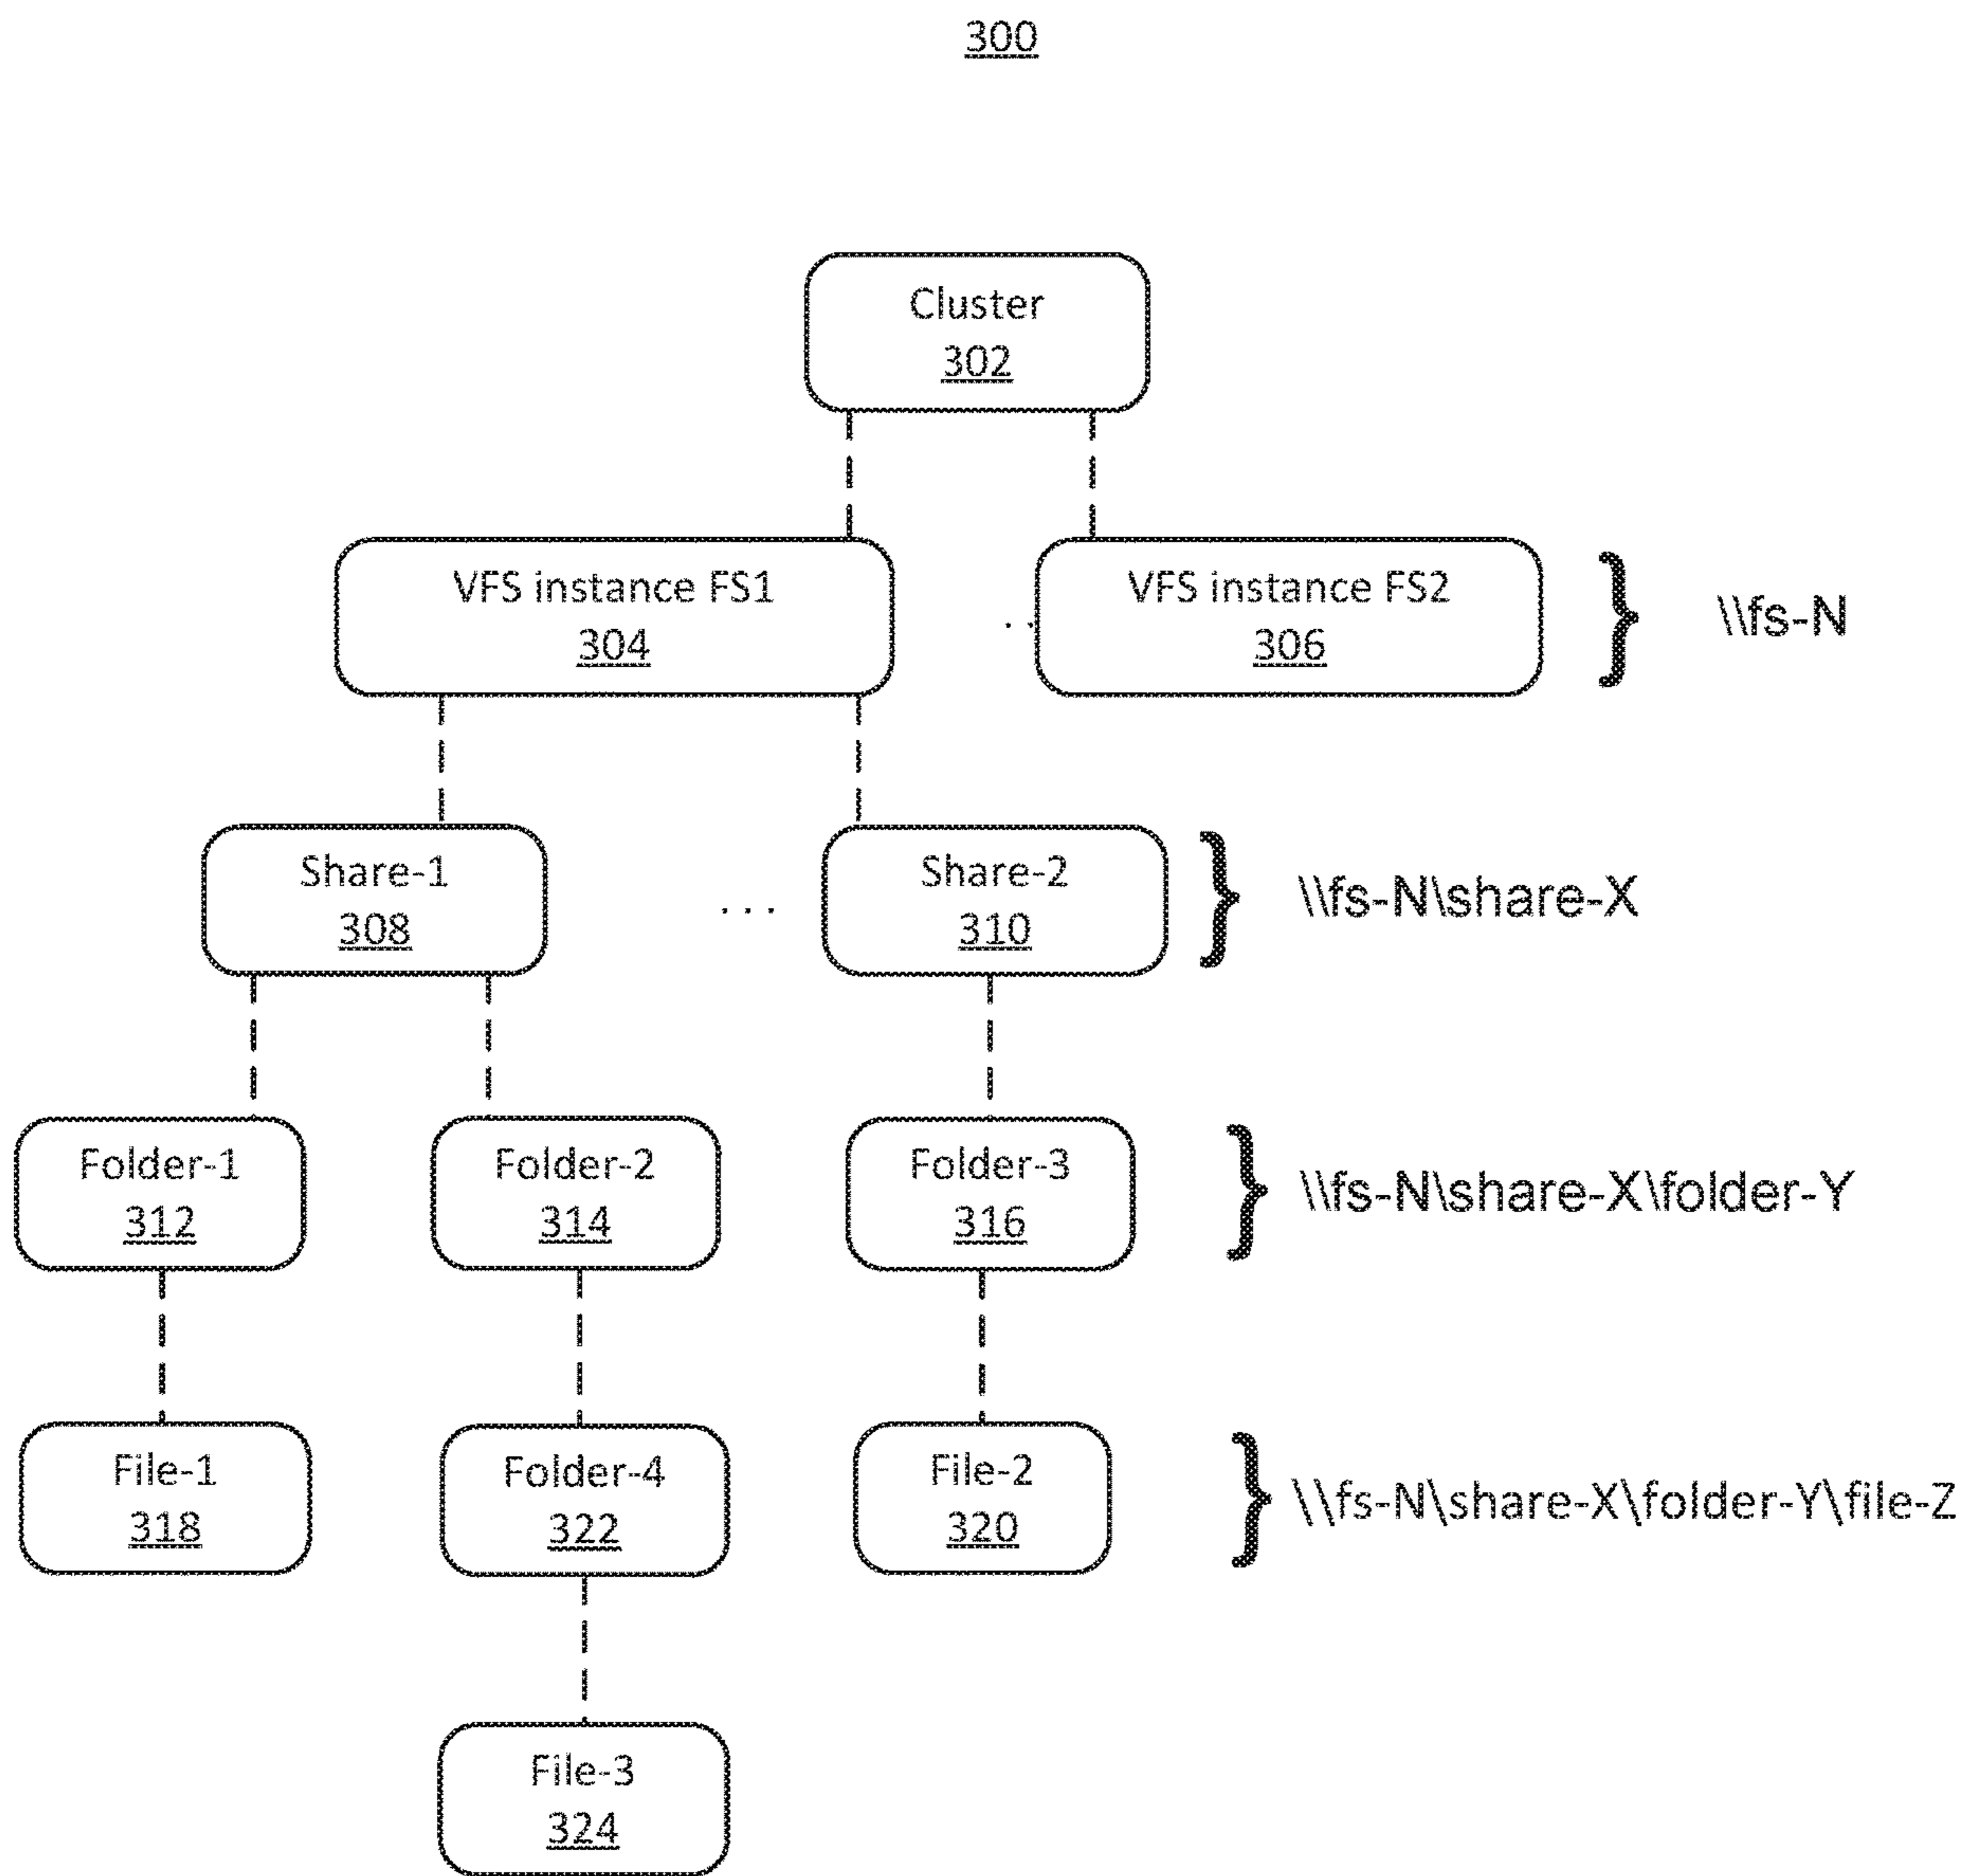 300
Cluster
302
VFS instance FS1
304
..
VFS instance FS2
306
}
\\fs-N
Share-1
308
...
Share-2
310
}
\\fs-N\share-X
Folder-1
312
Folder-2
314
Folder-3
316
}
\\fs-N\share-X\folder-Y
File-1
318
Folder-4
322
File-2
320
}
\\fs-N\share-X\folder-Y\file-Z
File-3
324